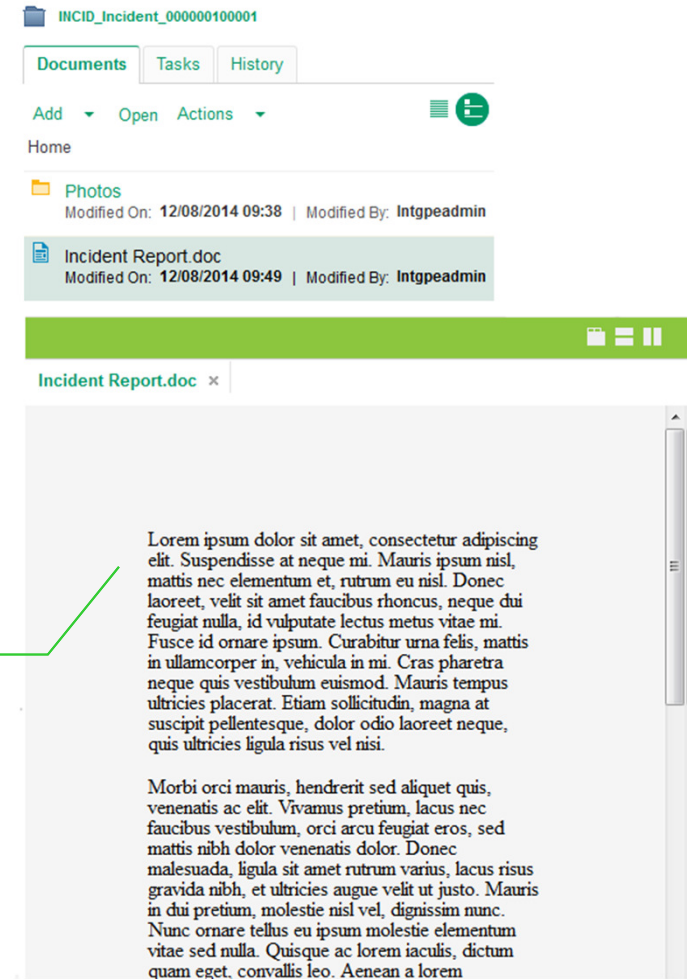 INCID_Incident_000000100001
Documents Tasks History
Add Open Actions
Home
Photos
Modified On: 12/08/2014 09:38 | Modified By: Intgpeadmin
Incident Report.doc
Modified On: 12/08/2014 09:49 | Modified By: Intgpeadmin
Incident Report.doc ×
Lorem ipsum dolor sit amet, consectetur adipiscing
elit. Suspendisse at neque mi. Mauris ipsum nisl,
mattis nec elementum et, rutrum eu nisl. Donec
laoreet, velit sit amet faucibus rhoncus, neque dui
feugiat nulla, id vulputate lectus metus vitae mi.
Fusce id ornare ipsum. Curabitur urna felis, mattis
in ullamcorper in, vehicula in mi. Cras pharetra
neque quis vestibulum euismod. Mauris tempus
ultricies placerat. Etiam sollicitudin, magna at
suscipit pellentesque, dolor odio laoreet neque,
quis ultricies ligula risus vel nisi.
Morbi orci mauris, hendrerit sed aliquet quis,
venenatis ac elit. Vivamus pretium, lacus nec
faucibus vestibulum, orci arcu feugiat eros, sed
mattis nibh dolor venenatis dolor. Donec
malesuada, ligula sit amet rutrum varius, lacus risus
gravida nibh, et ultricies augue velit ut justo. Mauris
in dui pretium, molestie nisl vel, dignissim nunc.
Nunc ornare tellus eu ipsum molestie elementum
vitae sed nulla. Quisque ac lorem iaculis, dictum
quam eget, convallis leo. Aenean a lorem